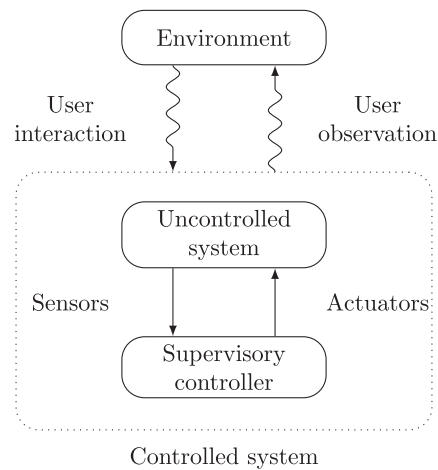 Environment
User
interaction
User
observation
Uncontrolled
system
Sensors
Actuators
Supervisory
controller
Controlled system